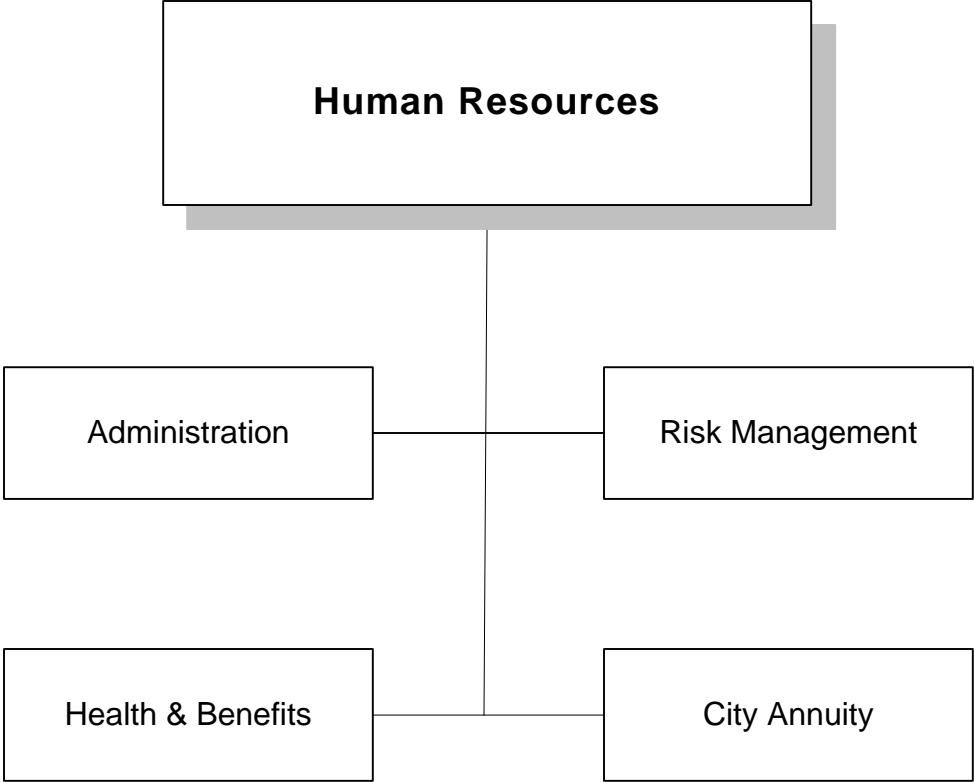 Human Resources
Administration
Risk Management
Health & Benefits
City Annuity